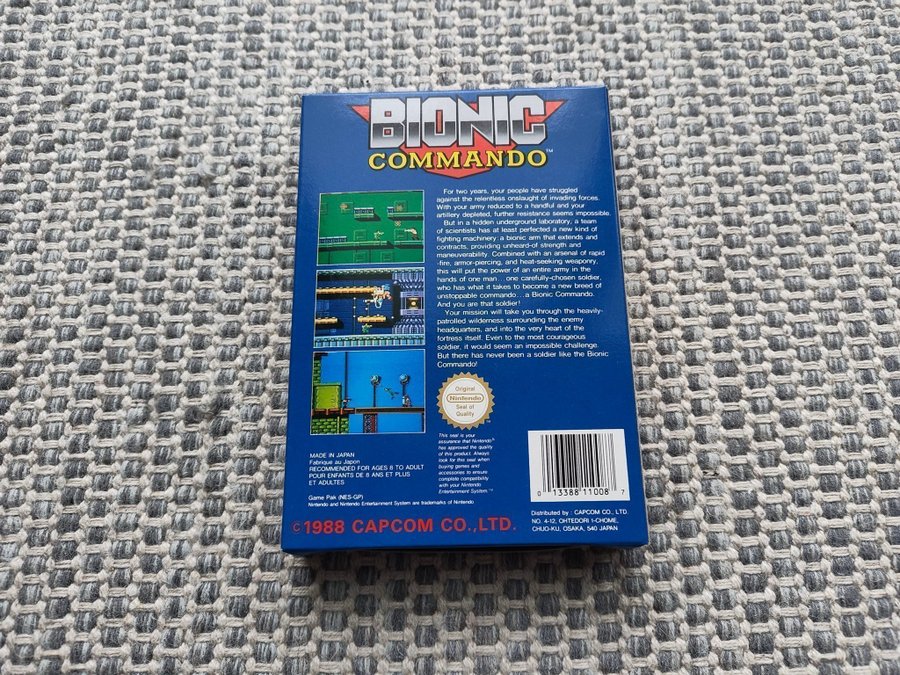 BIONIC
COMMANDO™
For two years, your people have struggled
against the relentless onslaught of invading forces.
With your army reduced to a handful and your
artillery depleted, further resistance seems impossible.
But in a hidden underground laboratory, a team
of scientists has at least perfected a new kind of
fighting machinery: a bionic arm that extends and
contracts, providing unheard-of strength and
maneuverability. Combined with an arsenal of rapid
-fire, armor-piercing, and heat-seeking weaponry,
this will put the power of an entire army in the
hands of one man...one carefully-chosen soldier,
who has what it takes to become a new breed of
unstoppable commando...a Bionic Commando.
And you are that soldier!
Your mission will take you through the heavily-
patrolled wilderness surrounding the enemy
headquarters, and into the very heart of the
fortress itself. Even to the most courageous
soldier, it would seem an impossible challenge.
But there has never been a soldier like the Bionic
Commando!
Original
Nintendo
Seal of
Quality
This seal is your
assurance that Nintendo®
has approved the quality
of this product. Always
look for this seal when
buying games and
accessories to ensure
complete compatibility
with your Nintendo
Entertainment System.™
MADE IN JAPAN
Fabriqué au Japon
RECOMMENDED FOR AGES 8 TO ADULT
POUR ENFANTS DE 8 ANS ET PLUS
ET ADULTES
Game Pak (NES-GP)
Nintendo and Nintendo Entertainment System are trademarks of Nintendo
©1988 CAPCOM CO., LTD.
0 13388 11008 7
Distributed by : CAPCOM CO., LTD.
NO. 4-12, OHTEDORI 1-CHOME,
CHUO-KU, OSAKA, 540 JAPAN